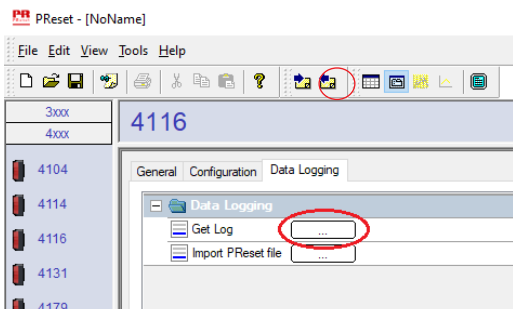 PR PReset - [NoName]
File Edit View Tools Help
3xxx
4xxx
4116
4104
4114
4116
4131
4179
General Configuration Data Logging
Data Logging
Get Log ...
Import PReset file ...